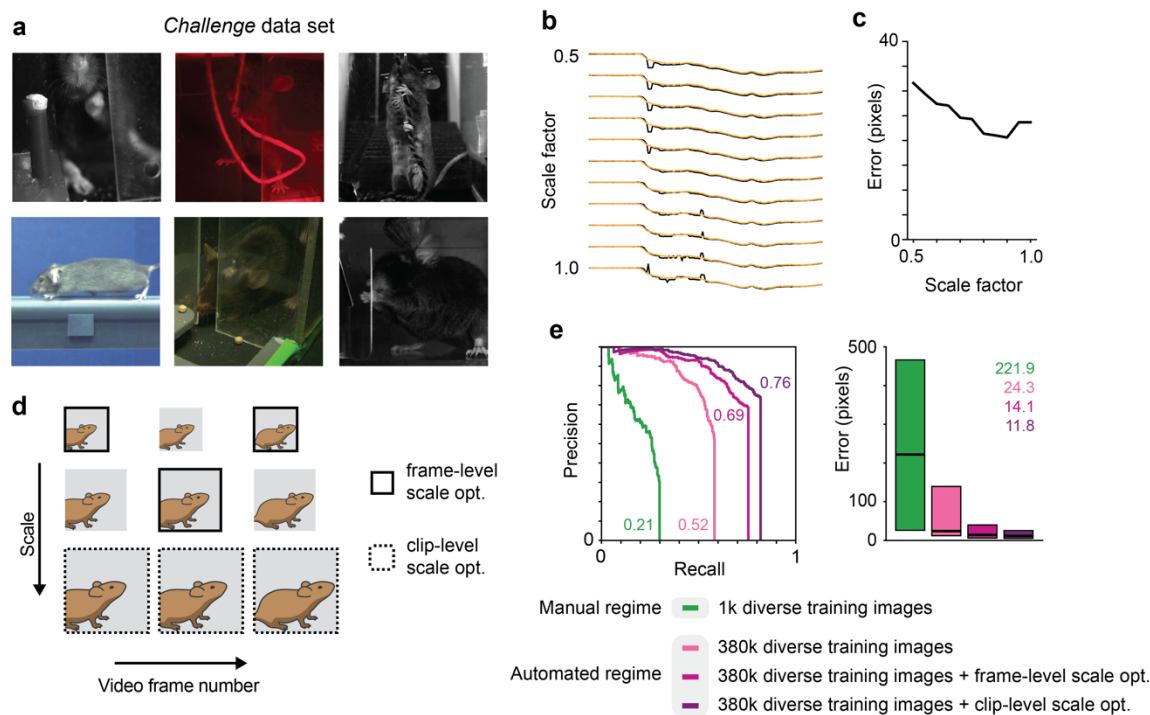 a
Challenge data set
b
0.5
Scale factor
1.0
c
40
Error (pixels)
0
0.5
1.0
Scale factor
d
Scale
Video frame number
frame-level
scale opt.
clip-level
scale opt.
e
Precision
0
0
1
Recall
0.21
0.52
0.69
0.76
500
Error (pixels)
100
0
221.9
24.3
14.1
11.8
Manual regime
1k diverse training images
Automated regime
380k diverse training images
380k diverse training images + frame-level scale opt.
380k diverse training images + clip-level scale opt.